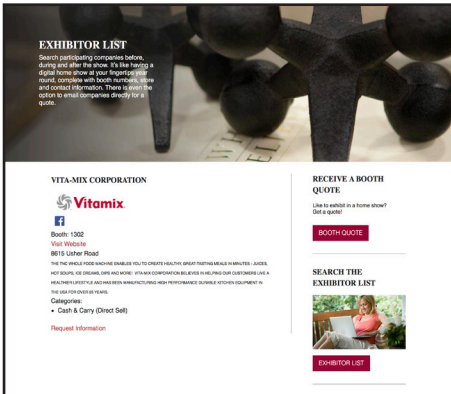 EXHIBITOR LIST
Search participating companies before,
during and after the show. It's like having a
digital home show at your fingertips year
round, complete with booth numbers, store
and contact information. There is even the
option to email companies directly for a
quote.
VITA-MIX CORPORATION
Vitamix
Booth: 1302
Visit Website
8615 Usher Road
THE TNC WHOLE FOOD MACHINE ENABLES YOU TO CREATE HEALTHY, GREAT-TASTING MEALS IN MINUTES - JUICES,
HOT SOUPS, ICE CREAMS, DIPS AND MORE! VITA-MIX CORPORATION BELIEVES IN HELPING OUR CUSTOMERS LIVE A
HEALTHIER LIFESTYLE AND HAS BEEN MANUFACTURING HIGH PERFORMANCE DURABLE KITCHEN EQUIPMENT IN
THE USA FOR OVER 92 YEARS.
Categories:
• Cash & Carry (Direct Sell)
Request Information
RECEIVE A BOOTH
QUOTE
Like to exhibit in a home show?
Get a quote!
BOOTH QUOTE
SEARCH THE
EXHIBITOR LIST
EXHIBITOR LIST